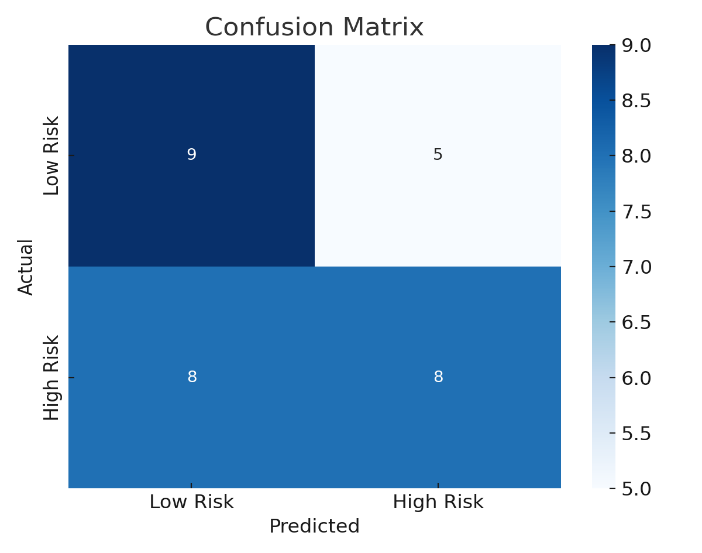 Confusion Matrix
Actual
Low Risk
High Risk
9
5
8
8
Low Risk
High Risk
Predicted
9.0
8.5
8.0
7.5
7.0
6.5
6.0
5.5
5.0